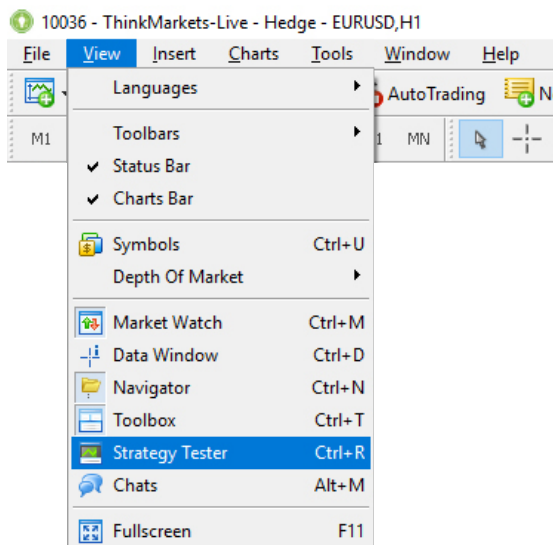 10036 - ThinkMarkets-Live - Hedge - EURUSD,H1
File View Insert Charts Tools Window Help
AutoTrading
M1 MN
Languages
Toolbars
Status Bar
Charts Bar
Symbols Ctrl+U
Depth Of Market
Market Watch Ctrl+M
Data Window Ctrl+D
Navigator Ctrl+N
Toolbox Ctrl+T
Strategy Tester Ctrl+R
Chats Alt+M
Fullscreen F11